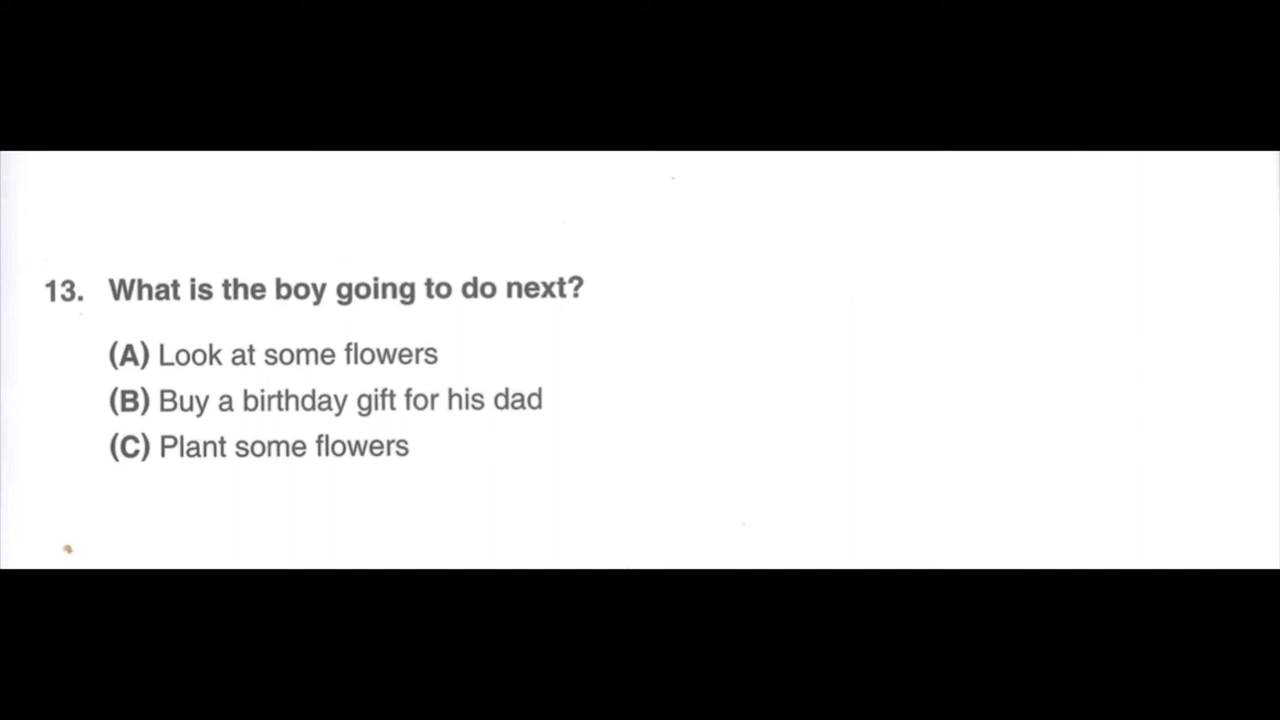 13. What is the boy going to do next?
(A) Look at some flowers
(B) Buy a birthday gift for his dad
(C) Plant some flowers